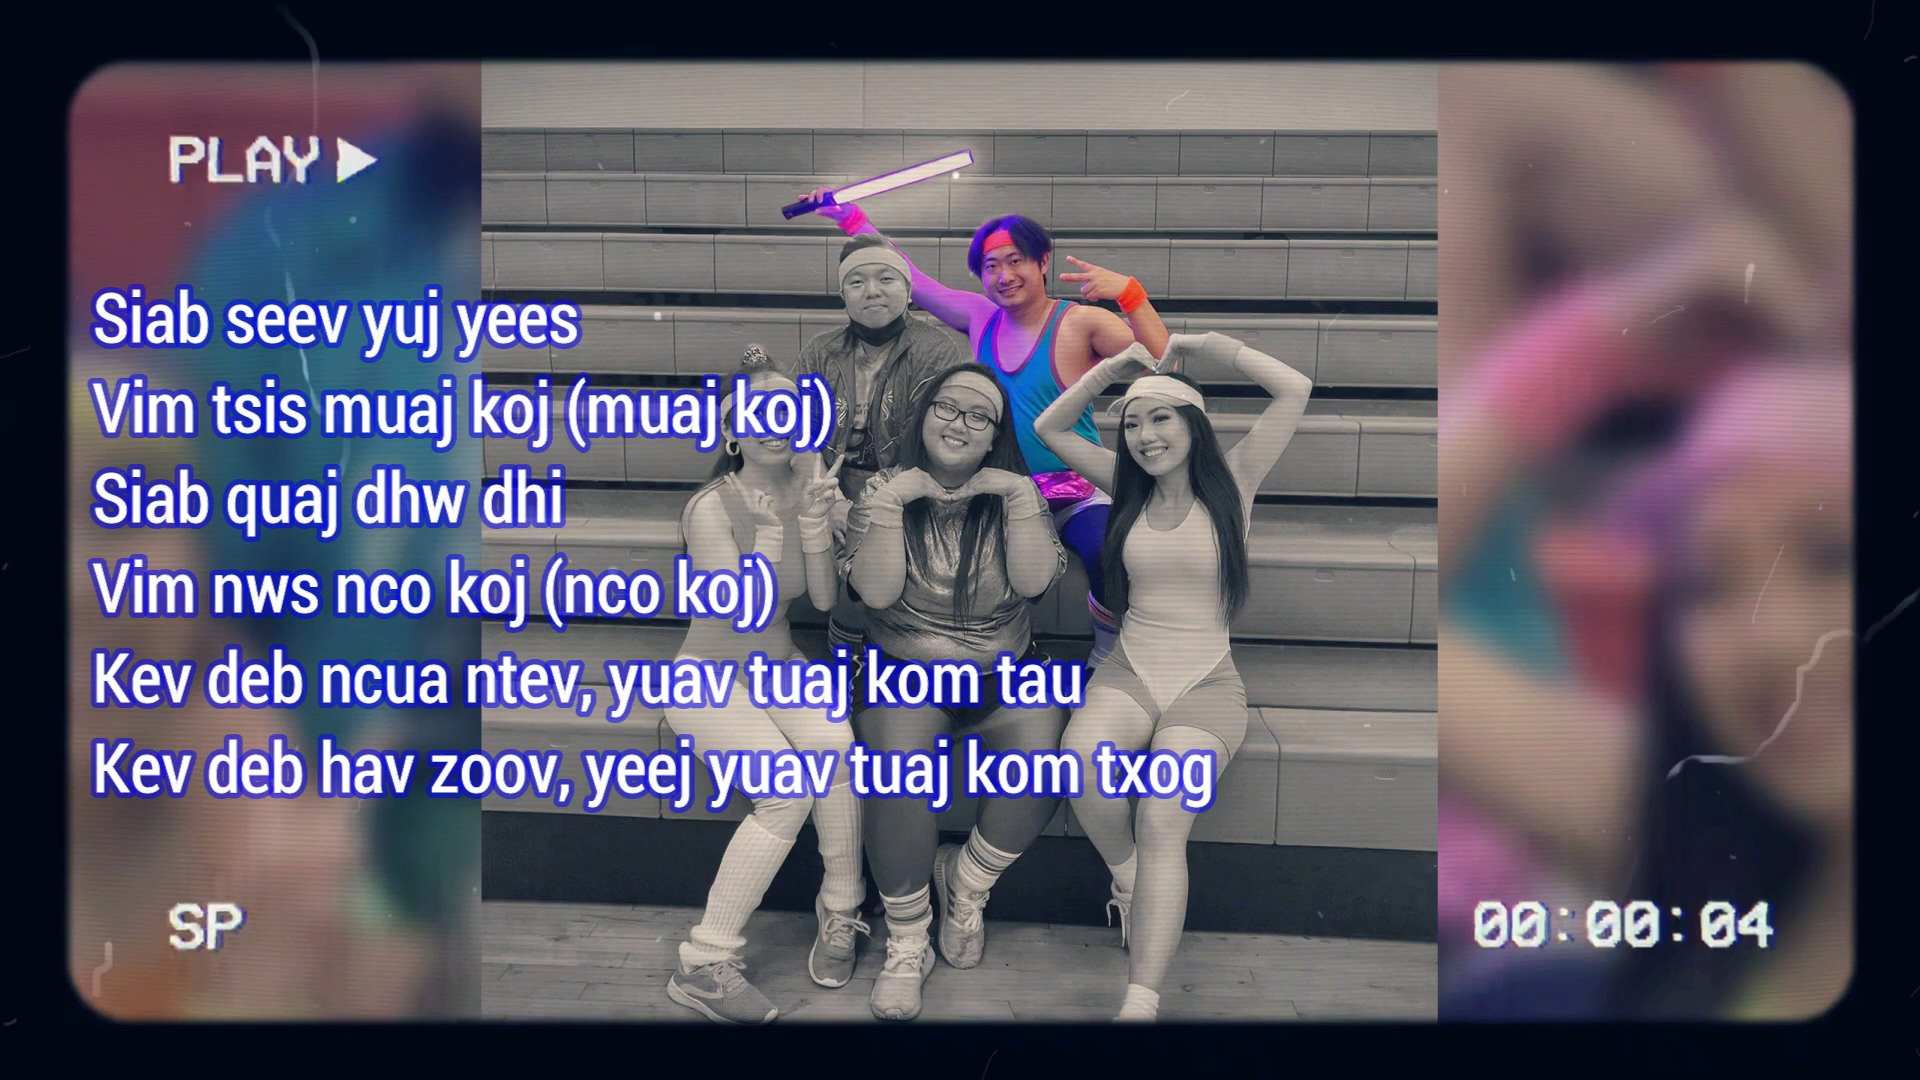 PLAY
Siab seev yuj yees
Vim tsis muaj koj (muaj koj)
Siab quaj dhw dhi
Vim nws nco koj (nco koj)
Kev deb ncua ntev, yuav tuaj kom tau
Kev deb hav zoov, yeej yuav tuaj kom txog
SP
00:00:04